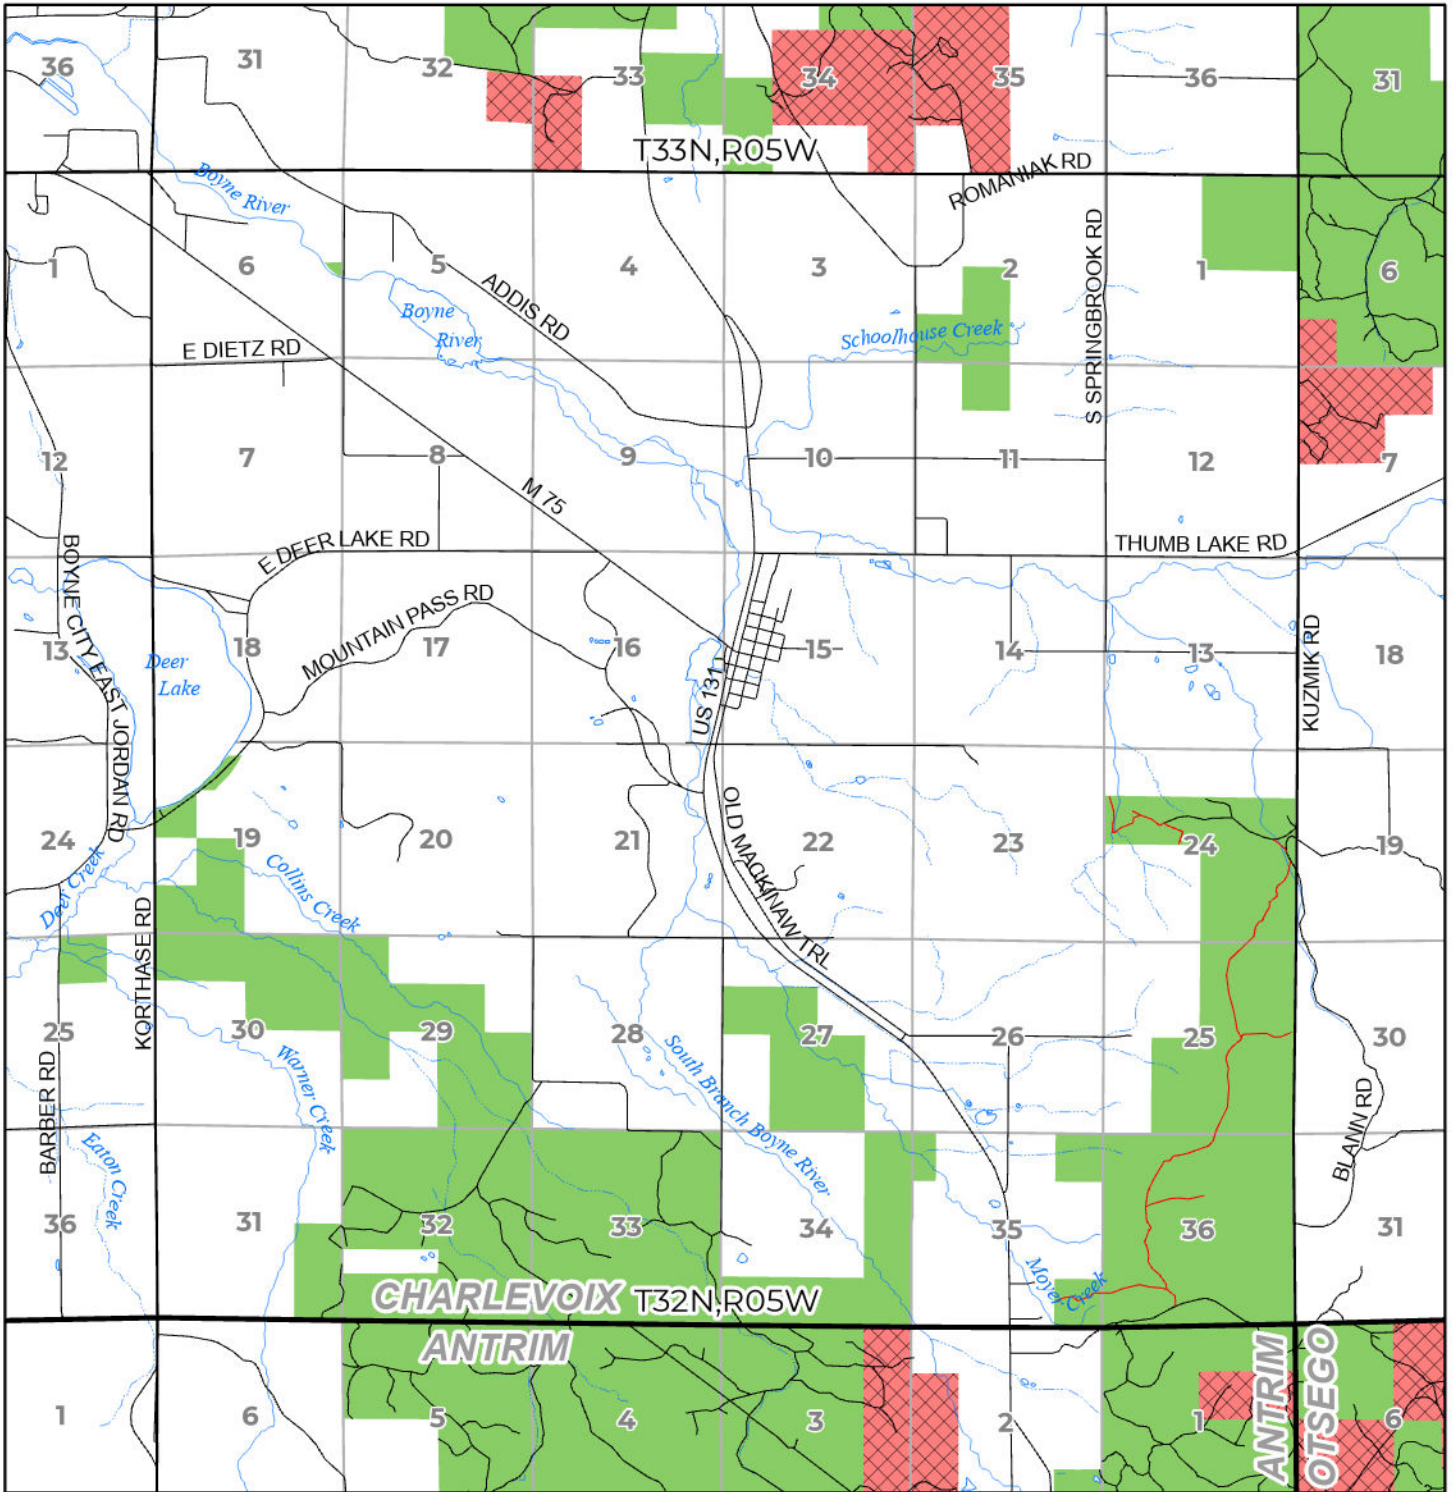 36
31
32
33
34
35
36
31
T33N,R05W
ROMANIAK RD
Boyne River
1
6
5
4
3
2
1
6
S SPRINGBROOK RD
ADDIS RD
Boyne
River
Schoolhouse Creek
E DIETZ RD
12
7
8
9
10
11
12
7
M 75
E DEER LAKE RD
THUMB LAKE RD
BOYNE CITY EAST JORDAN RD
MOUNTAIN PASS RD
13
18
17
16
15
14
13
18
Deer
Lake
US 131
KUZMIK RD
OLD MACKINAW TRL
24
19
20
21
22
23
24
19
Deer Creek
Collins Creek
KORTHASE RD
25
30
29
28
27
26
25
30
South Branch Boyne River
Warner Creek
BARBER RD
Eaton Creek
BLANN RD
36
31
32
33
34
35
36
31
Moyer Creek
CHARLEVOIX T32N,R05W
ANTRIM
ANTRIM
OTSEGO
1
6
5
4
3
2
1
6